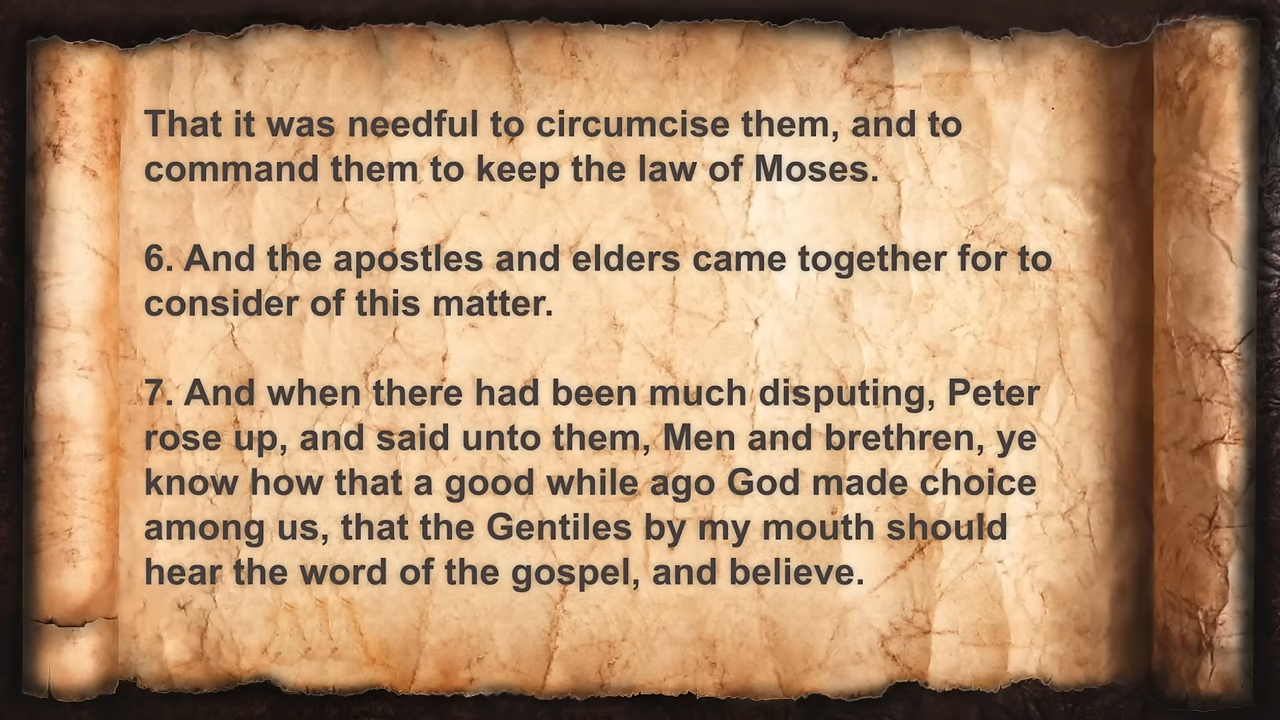 That it was needful to circumcise them, and to
command them to keep the law of Moses.
6. And the apostles and elders came together for to
consider of this matter.
7. And when there had been much disputing, Peter
rose up, and said unto them, Men and brethren, ye
know how that a good while ago God made choice
among us, that the Gentiles by my mouth should
hear the word of the gospel, and believe.